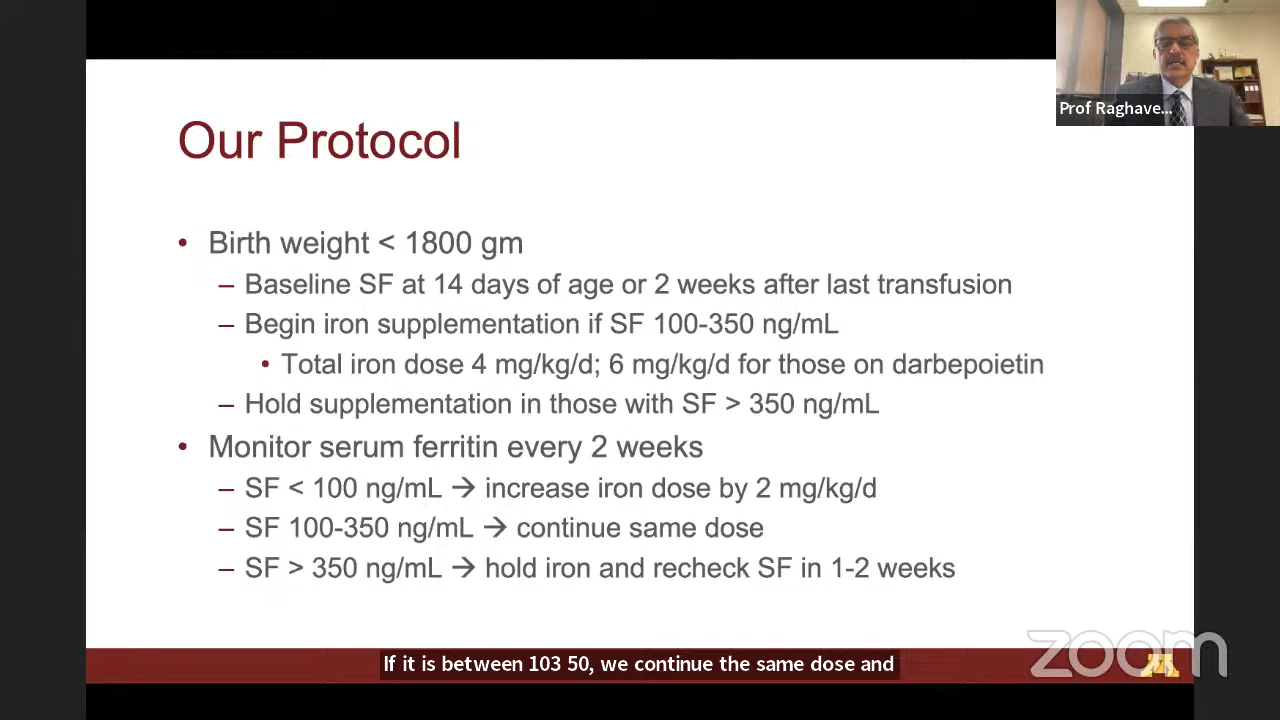 Prof Raghave...
Our Protocol
• Birth weight < 1800 gm
– Baseline SF at 14 days of age or 2 weeks after last transfusion
– Begin iron supplementation if SF 100-350 ng/mL
• Total iron dose 4 mg/kg/d; 6 mg/kg/d for those on darbepoietin
– Hold supplementation in those with SF > 350 ng/mL
• Monitor serum ferritin every 2 weeks
– SF < 100 ng/mL → increase iron dose by 2 mg/kg/d
– SF 100-350 ng/mL → continue same dose
– SF > 350 ng/mL → hold iron and recheck SF in 1-2 weeks
zoom
M
If it is between 103 50, we continue the same dose and